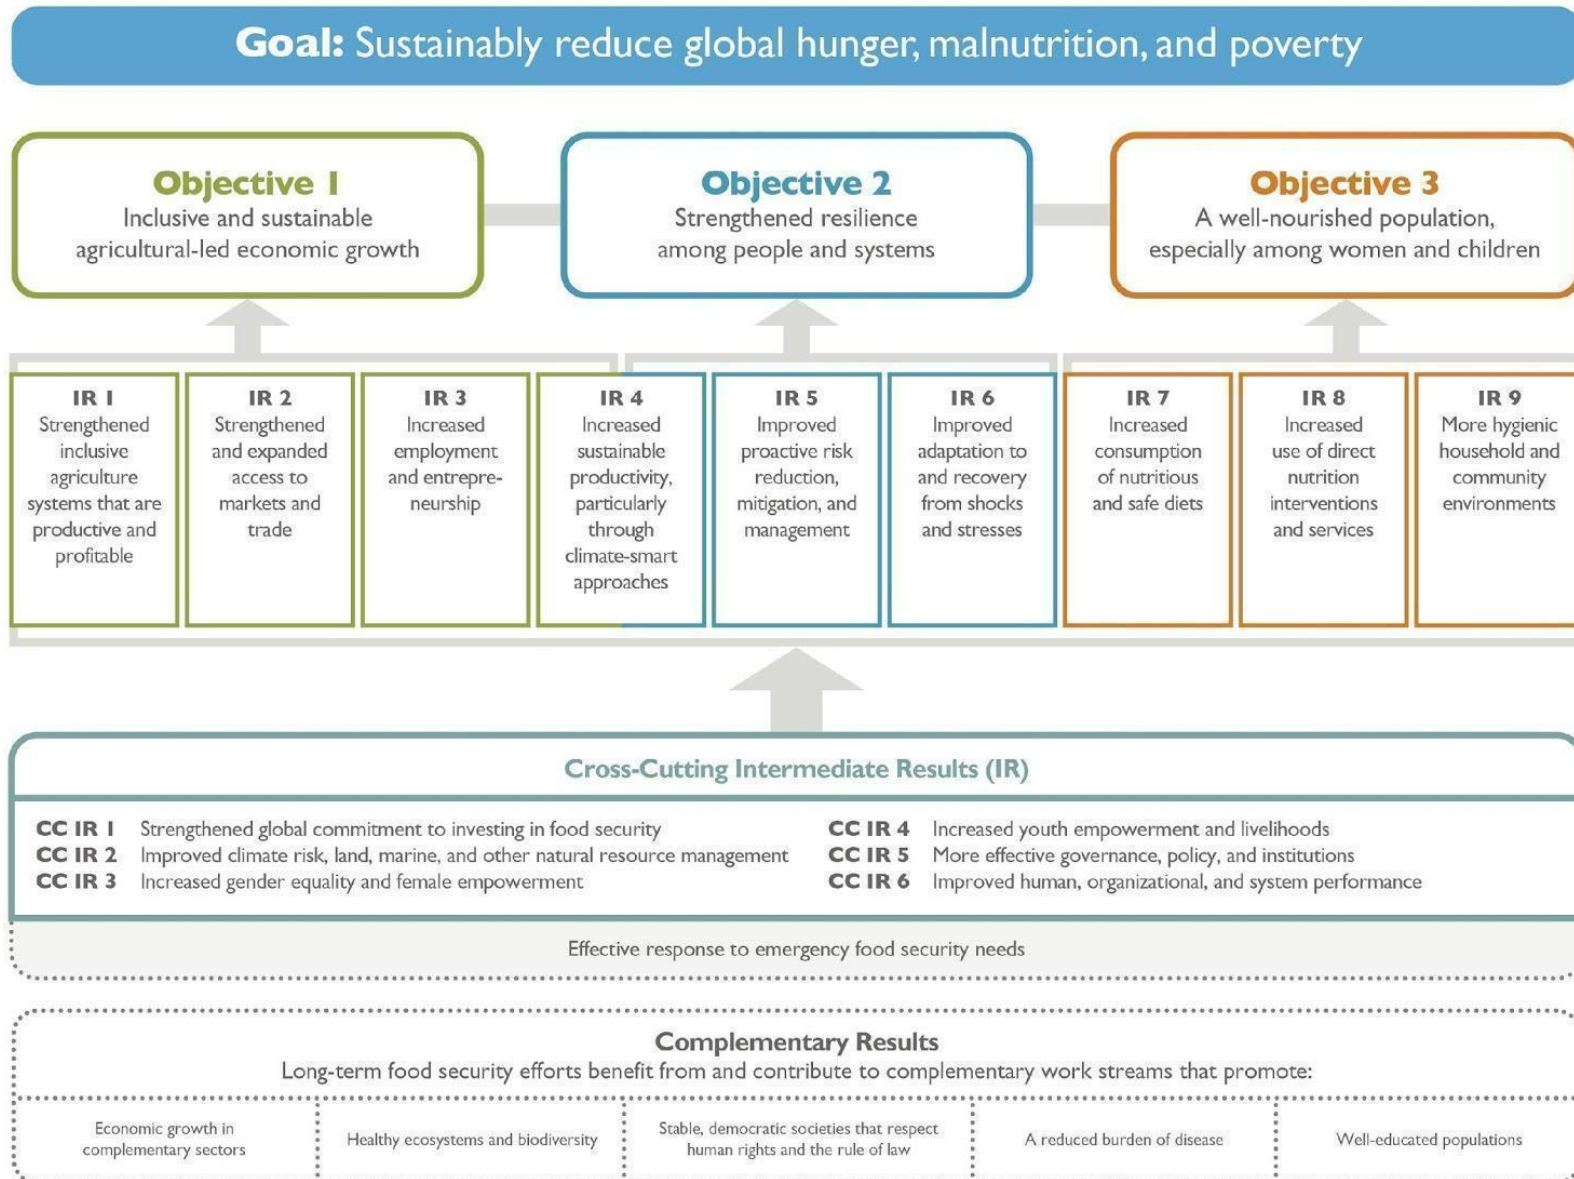 Goal: Sustainably reduce global hunger, malnutrition, and poverty
Objective 1
Inclusive and sustainable
agricultural-led economic growth
Objective 2
Strengthened resilience
among people and systems
Objective 3
A well-nourished population,
especially among women and children
IR 1
Strengthened
inclusive
agriculture
systems that are
productive and
profitable
IR 2
Strengthened
and expanded
access to
markets and
trade
IR 3
Increased
employment
and entrepre-
neurship
IR 4
Increased
sustainable
productivity,
particularly
through
climate-smart
approaches
IR 5
Improved
proactive risk
reduction,
mitigation, and
management
IR 6
Improved
adaptation to
and recovery
from shocks
and stresses
IR 7
Increased
consumption
of nutritious
and safe diets
IR 8
Increased
use of direct
nutrition
interventions
and services
IR 9
More hygienic
household and
community
environments
Cross-Cutting Intermediate Results (IR)
CC IR 1 Strengthened global commitment to investing in food security
CC IR 2 Improved climate risk, land, marine, and other natural resource management
CC IR 3 Increased gender equality and female empowerment
CC IR 4 Increased youth empowerment and livelihoods
CC IR 5 More effective governance, policy, and institutions
CC IR 6 Improved human, organizational, and system performance
Effective response to emergency food security needs
Complementary Results
Long-term food security efforts benefit from and contribute to complementary work streams that promote:
Economic growth in
complementary sectors
Healthy ecosystems and biodiversity
Stable, democratic societies that respect
human rights and the rule of law
A reduced burden of disease
Well-educated populations